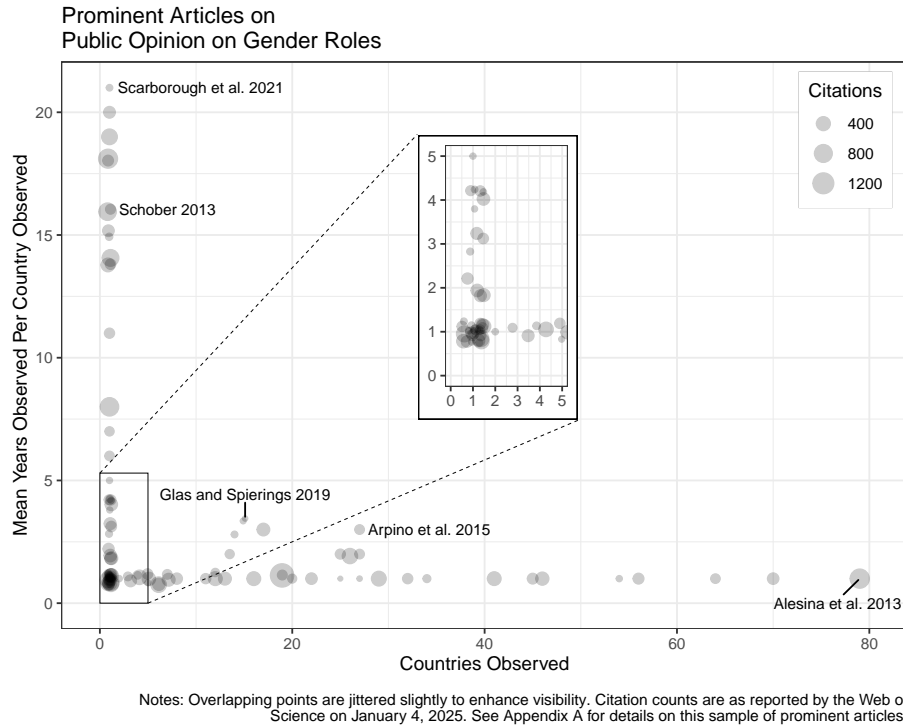 Prominent Articles on
Public Opinion on Gender Roles
Mean Years Observed Per Country Observed
20
15
10
5
0
Scarborough et al. 2021
Schober 2013
Glas and Spierings 2019
Arpino et al. 2015
Alesina et al. 2013
Citations
400
800
1200
5
4
3
2
1
0
0 1 2 3 4 5
0 20 40 60 80
Countries Observed
Notes: Overlapping points are jittered slightly to enhance visibility. Citation counts are as reported by the Web o
Science on January 4, 2025. See Appendix A for details on this sample of prominent articles